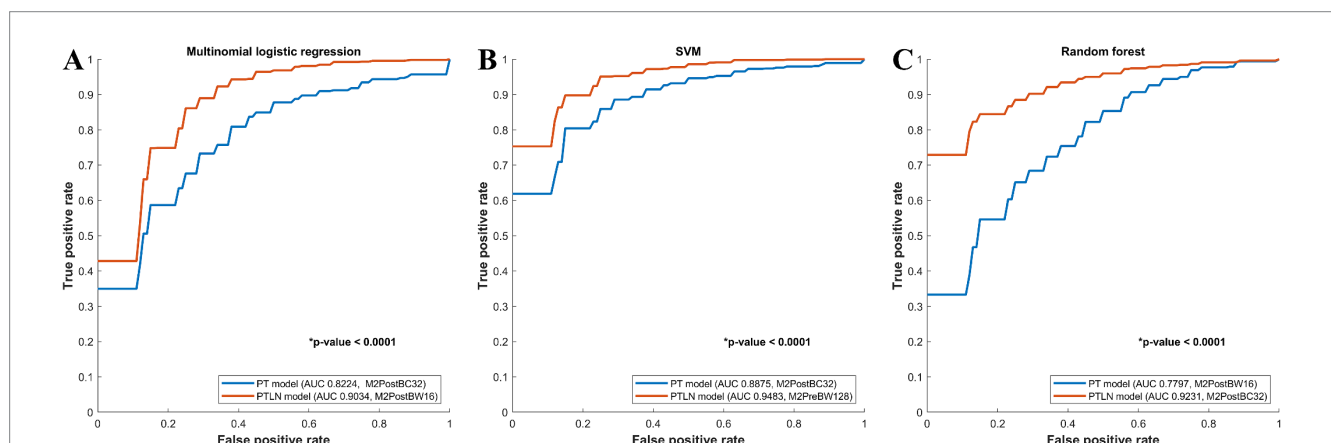 A
Multinomial logistic regression
True positive rate
1
0.9
0.8
0.7
0.6
0.5
0.4
0.3
0.2
0.1
0
0
0.2
0.4
0.6
0.8
1
False positive rate
*p-value < 0.0001
PT model (AUC 0.8224, M2PostBC32)
PTLN model (AUC 0.9034, M2PostBW16)
B
SVM
True positive rate
1
0.9
0.8
0.7
0.6
0.5
0.4
0.3
0.2
0.1
0
0
0.2
0.4
0.6
0.8
1
False positive rate
*p-value < 0.0001
PT model (AUC 0.8875, M2PostBC32)
PTLN model (AUC 0.9483, M2PreBW128)
C
Random forest
True positive rate
1
0.9
0.8
0.7
0.6
0.5
0.4
0.3
0.2
0.1
0
0
0.2
0.4
0.6
0.8
1
False positive rate
*p-value < 0.0001
PT model (AUC 0.7797, M2PostBW16)
PTLN model (AUC 0.9231, M2PostBC32)